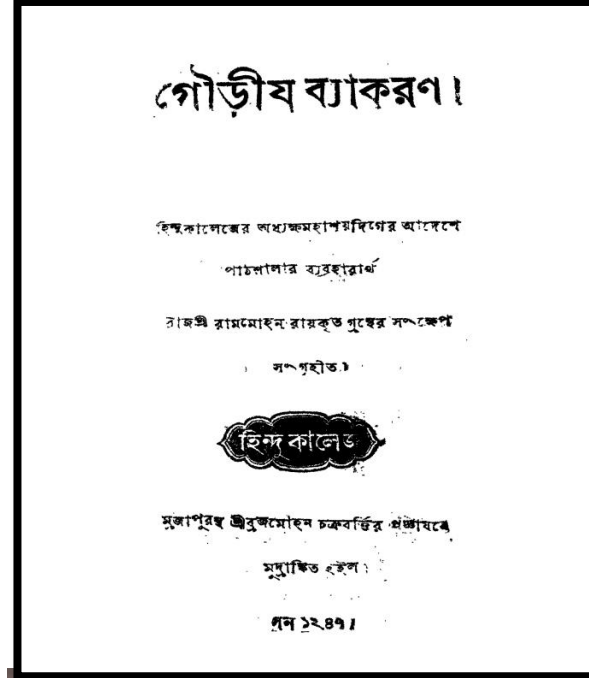 গৌড়ীয ব্যাকরণ।
হিন্দুকালেজের অধ্যক্ষমহাশয়দিগের আদেশে
পাঠশালার ব্যবহারার্থ
রাজশ্রী রামমোহন রায়কৃত গ্রন্থের সংক্ষেপ
সংগৃহীত।
হিন্দু কালেজ
মৃজাপুরস্থ শ্রীব্রজমোহন চক্রবর্ত্তির
মুদ্রাঙ্কিত হইল।
সন ১২৪৭।